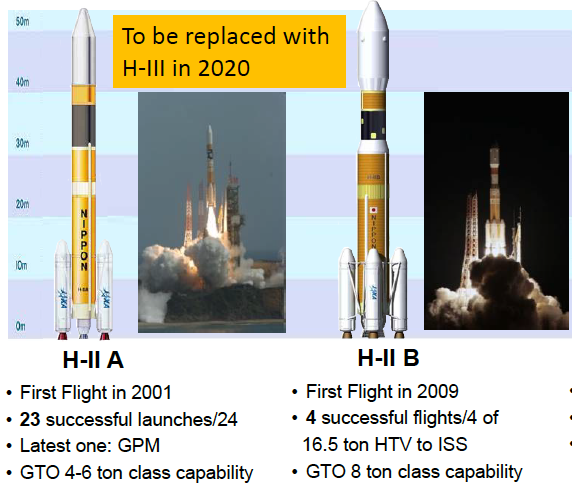 50m
To be replaced with
H-III in 2020
40m
30m
20m
10m
0m
NIPPON
NIPPON
H-II A
• First Flight in 2001
• 23 successful launches/24
• Latest one: GPM
• GTO 4-6 ton class capability
H-II B
• First Flight in 2009
• 4 successful flights/4 of
16.5 ton HTV to ISS
• GTO 8 ton class capability